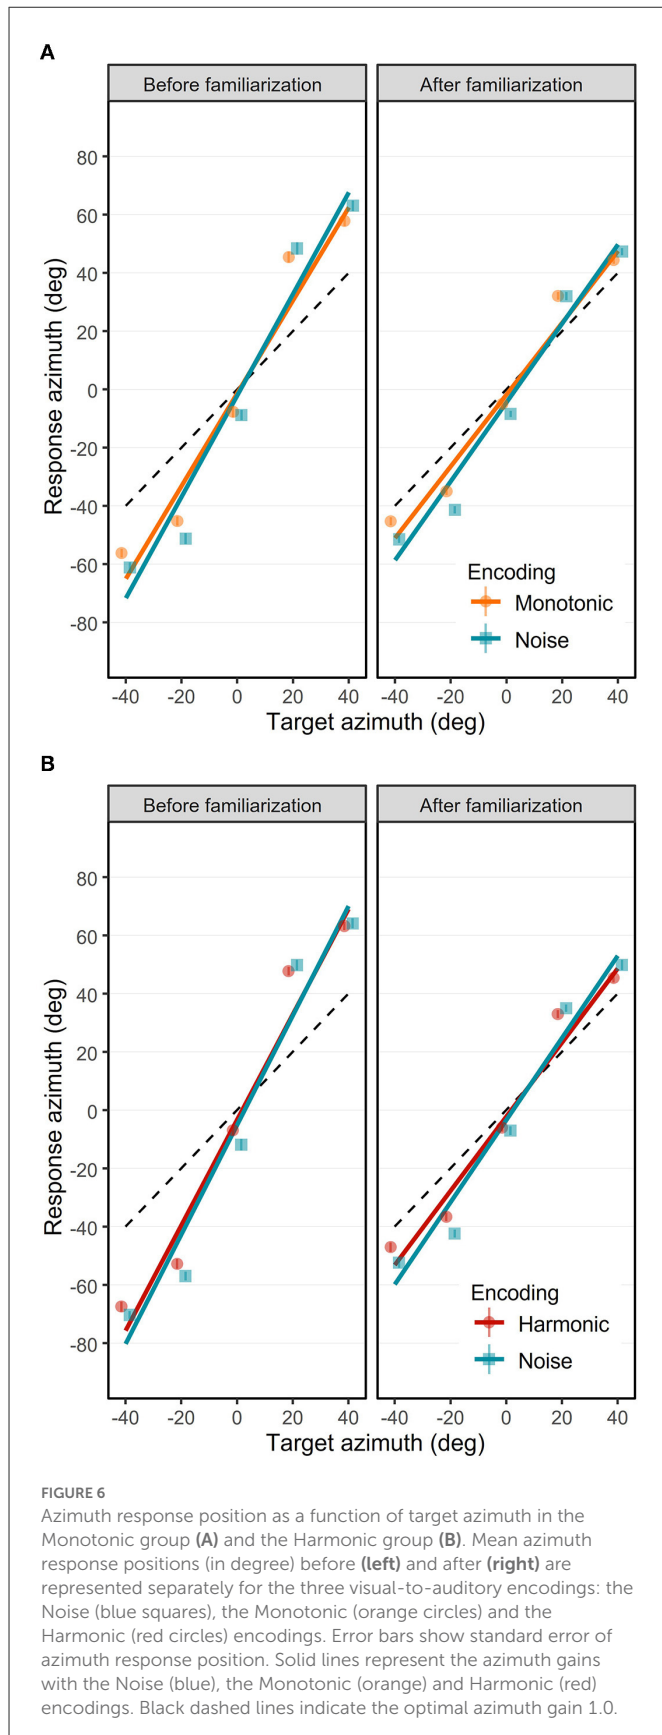 A
Before familiarization
After familiarization
80
60
40
20
0
-20
-40
-60
-80
Response azimuth (deg)
Encoding
Monotonic
Noise
-40 -20 0 20 40 -40 -20 0 20 40
Target azimuth (deg)
B
Before familiarization
After familiarization
80
60
40
20
0
-20
-40
-60
-80
Response azimuth (deg)
Encoding
Harmonic
Noise
-40 -20 0 20 40 -40 -20 0 20 40
Target azimuth (deg)
FIGURE 6
Azimuth response position as a function of target azimuth in the
Monotonic group (A) and the Harmonic group (B). Mean azimuth
response positions (in degree) before (left) and after (right) are
represented separately for the three visual-to-auditory encodings: the
Noise (blue squares), the Monotonic (orange circles) and the
Harmonic (red circles) encodings. Error bars show standard error of
azimuth response position. Solid lines represent the azimuth gains
with the Noise (blue), the Monotonic (orange) and Harmonic (red)
encodings. Black dashed lines indicate the optimal azimuth gain 1.0.